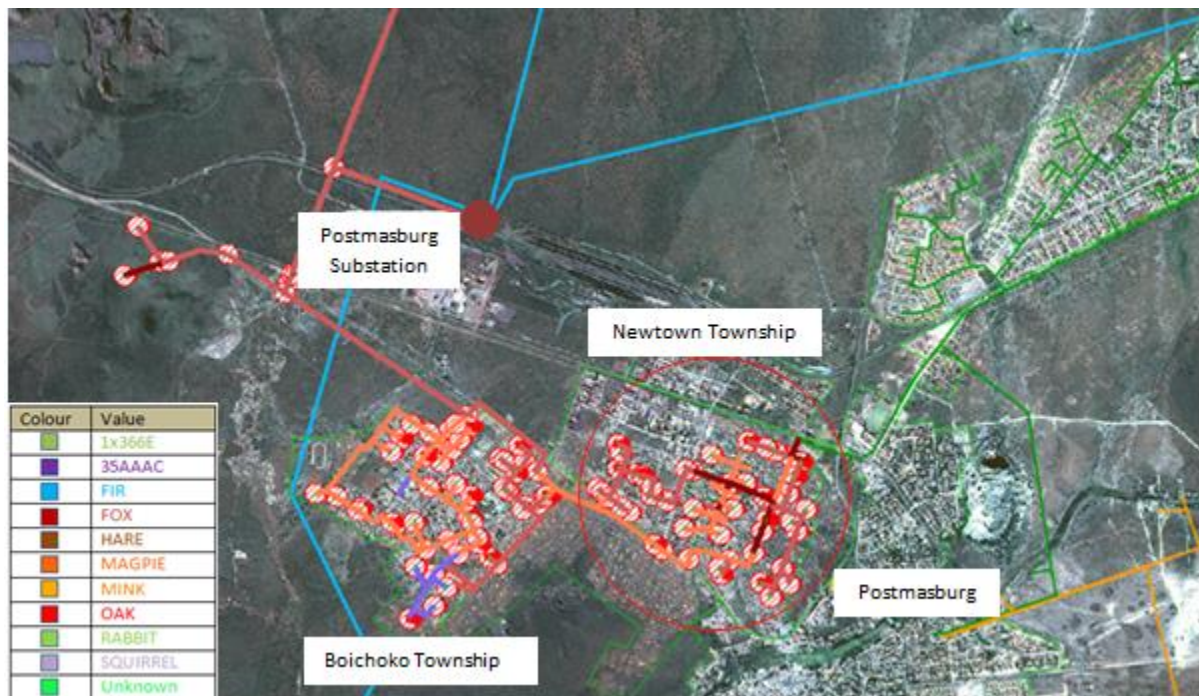 Postmasburg
Substation
Newtown Township
Colour Value
1x366E
35AAAC
FIR
FOX
HARE
MAGPIE
MINK
OAK
RABBIT
SQUIRREL
Unknown
Postmasburg
Boichoko Township